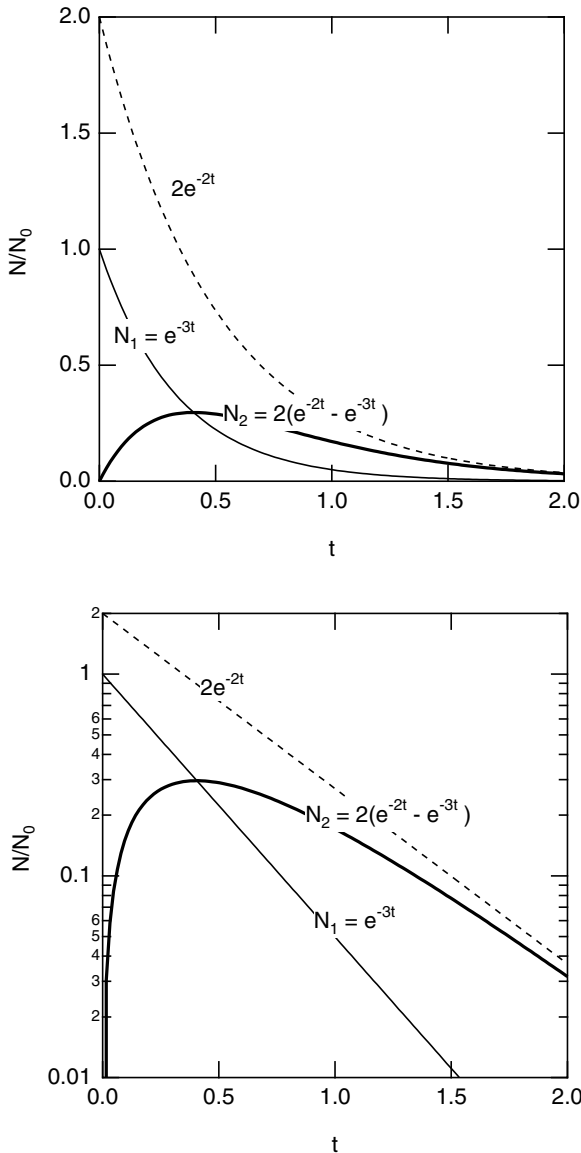 2.0
1.5
1.0
0.5
0.0
N/N₀
2e⁻²ᵗ
N₁ = e⁻³ᵗ
N₂ = 2(e⁻²ᵗ - e⁻³ᵗ )
0.0 0.5 1.0 1.5 2.0
t
2
1
6
5
4
3
2
0.1
6
5
4
3
2
0.01
N/N₀
2e⁻²ᵗ
N₂ = 2(e⁻²ᵗ - e⁻³ᵗ )
N₁ = e⁻³ᵗ
0.0 0.5 1.0 1.5 2.0
t